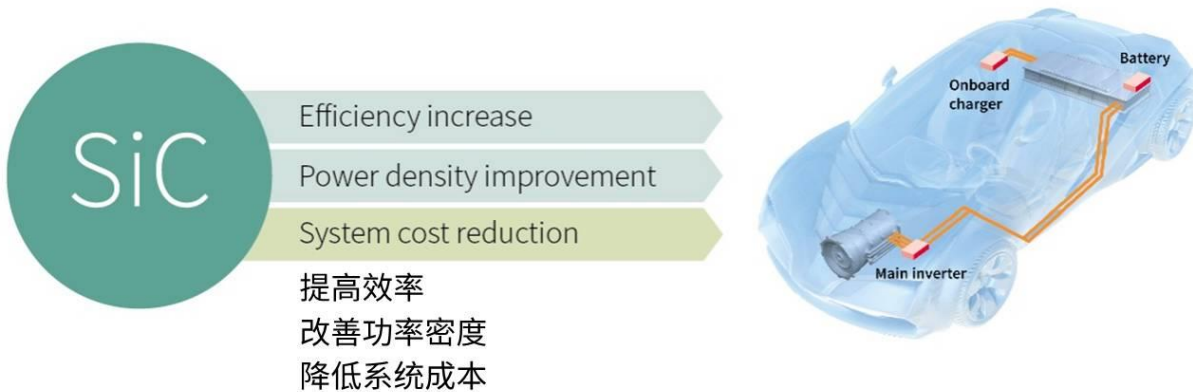 SiC
Efficiency increase
Power density improvement
System cost reduction
提高效率
改善功率密度
降低系统成本
Onboard
charger
Battery
Main inverter